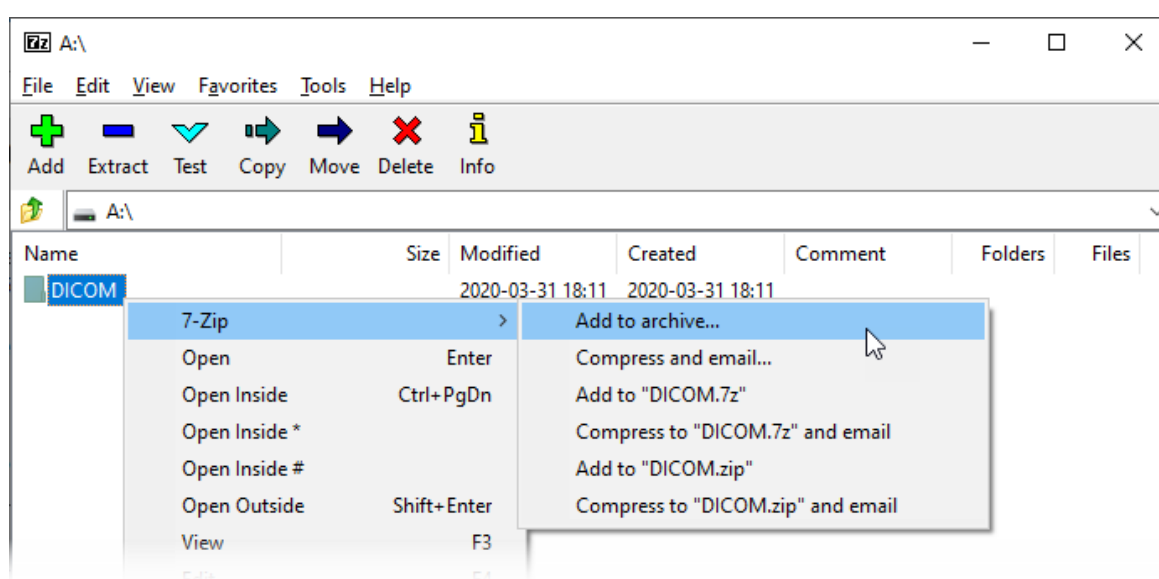 7z A:\
File Edit View Favorites Tools Help
Add Extract Test Copy Move Delete Info
A:\
Name Size Modified Created Comment Folders Files
DICOM 2020-03-31 18:11 2020-03-31 18:11
7-Zip > Add to archive...
Open Enter Compress and email...
Open Inside Ctrl+PgDn Add to "DICOM.7z"
Open Inside * Compress to "DICOM.7z" and email
Open Inside # Add to "DICOM.zip"
Open Outside Shift+Enter Compress to "DICOM.zip" and email
View F3
Edit F4